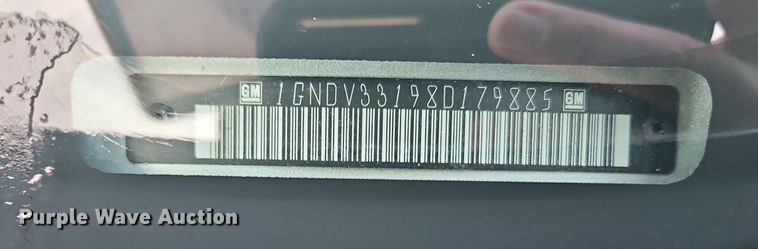 GM 1GNDV33198D179885 GM
Purple Wave Auction